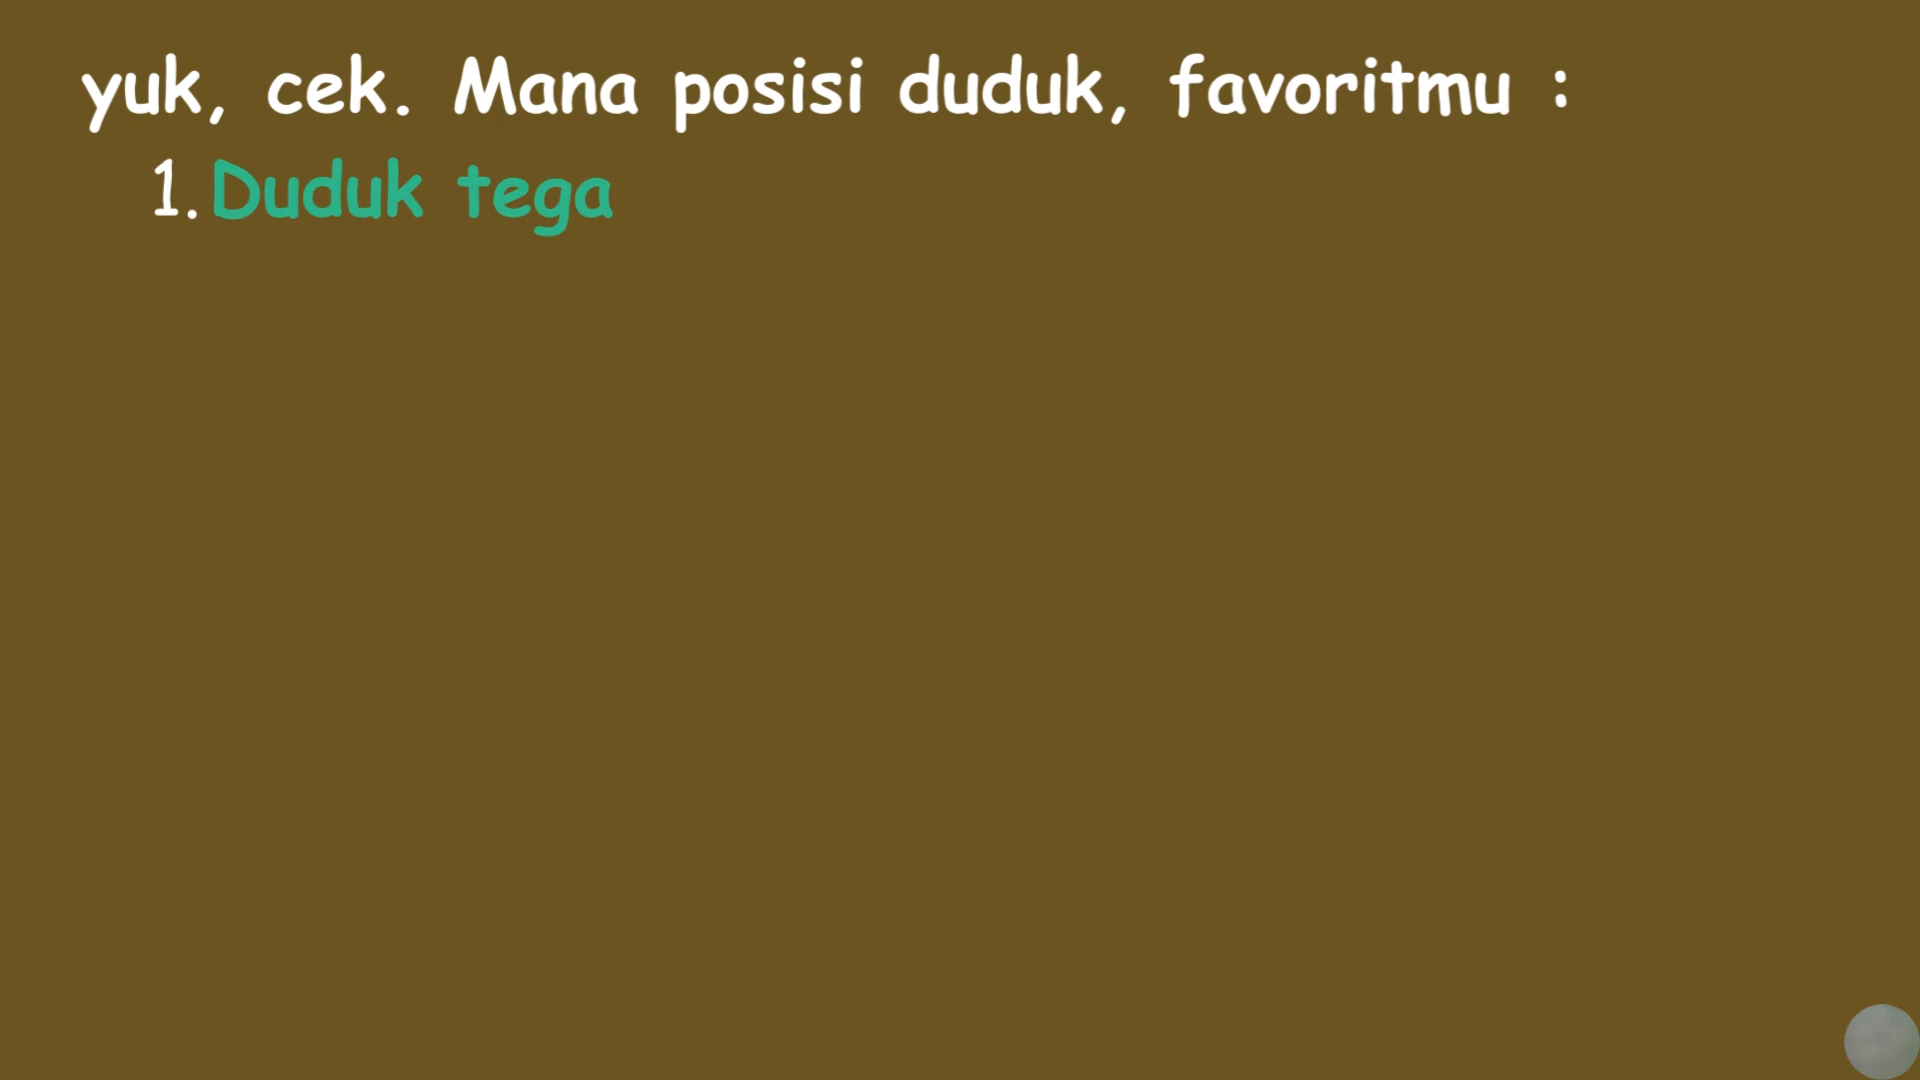 yuk, cek. Mana posisi duduk, favoritmu :
1. Duduk tega